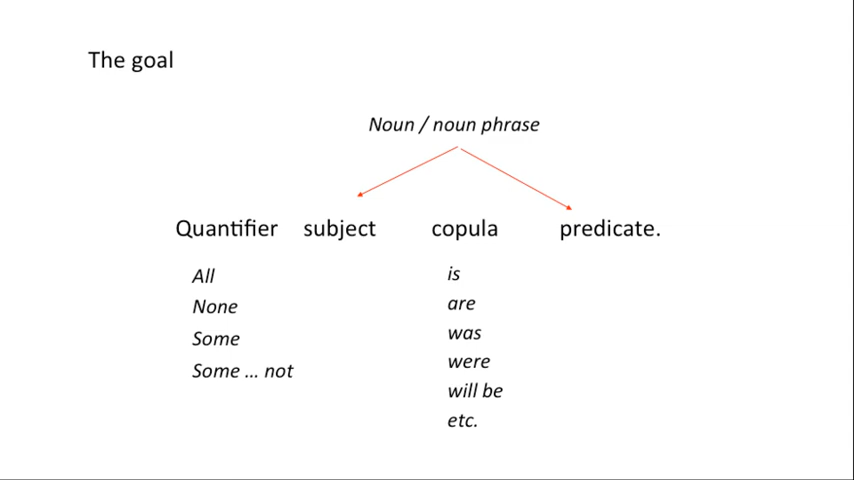 The goal
Noun / noun phrase
Quantifier subject copula predicate.
All is
None are
Some was
Some ... not were
will be
etc.